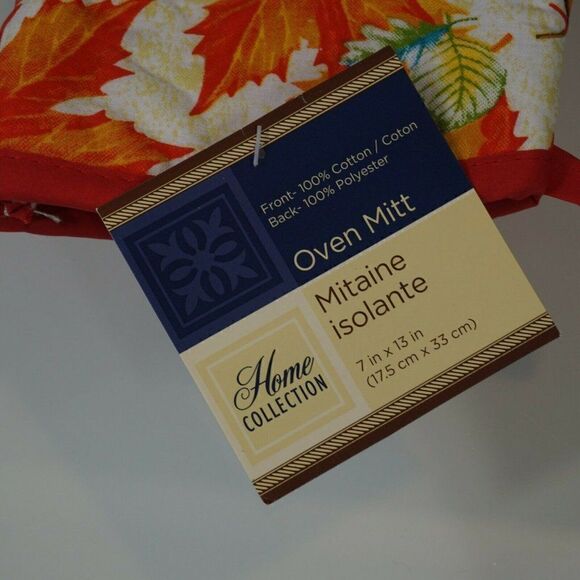 Front- 100% Cotton / Coton
Back- 100% Polyester
Oven Mitt
Mitaine
isolante
7 in x 13 in
(17.5 cm x 33 cm)
Home
COLLECTION